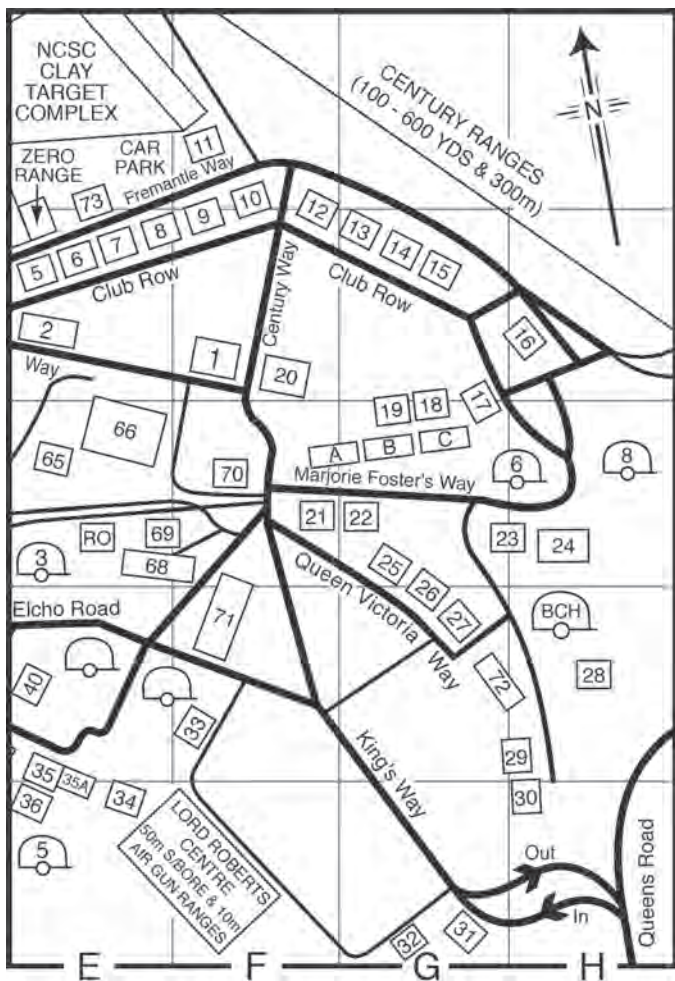 NCSC
CLAY
TARGET
COMPLEX
CENTURY RANGES
(100 - 600 YDS & 300m)
N
ZERO
RANGE
CAR
PARK
11
73
Fremantle Way
5
6
7
8
9
10
12
13
14
15
Club Row
Club Row
Century Way
16
2
1
20
Way
19
18
17
66
65
70
A
B
C
6
8
Marjorie Foster's Way
21
22
23
24
RO
69
68
3
25
26
27
Queen Victoria Way
BCH
Elcho Road
71
72
28
40
33
King's Way
29
30
35
35A
36
34
5
LORD ROBERTS
CENTRE
50m S/BORE & 10m
AIR GUN RANGES
Out
In
Queens Road
31
32
E
F
G
H